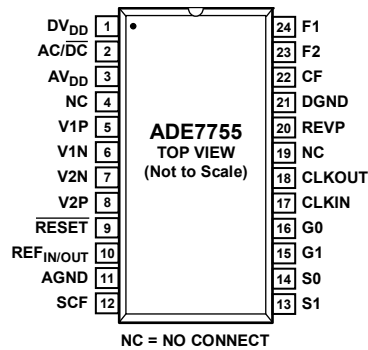 DVDD 1
AC/DC 2
AVDD 3
NC 4
V1P 5
V1N 6
V2N 7
V2P 8
RESET 9
REFIN/OUT 10
AGND 11
SCF 12
ADE7755
TOP VIEW
(Not to Scale)
24 F1
23 F2
22 CF
21 DGND
20 REVP
19 NC
18 CLKOUT
17 CLKIN
16 G0
15 G1
14 S0
13 S1
NC = NO CONNECT